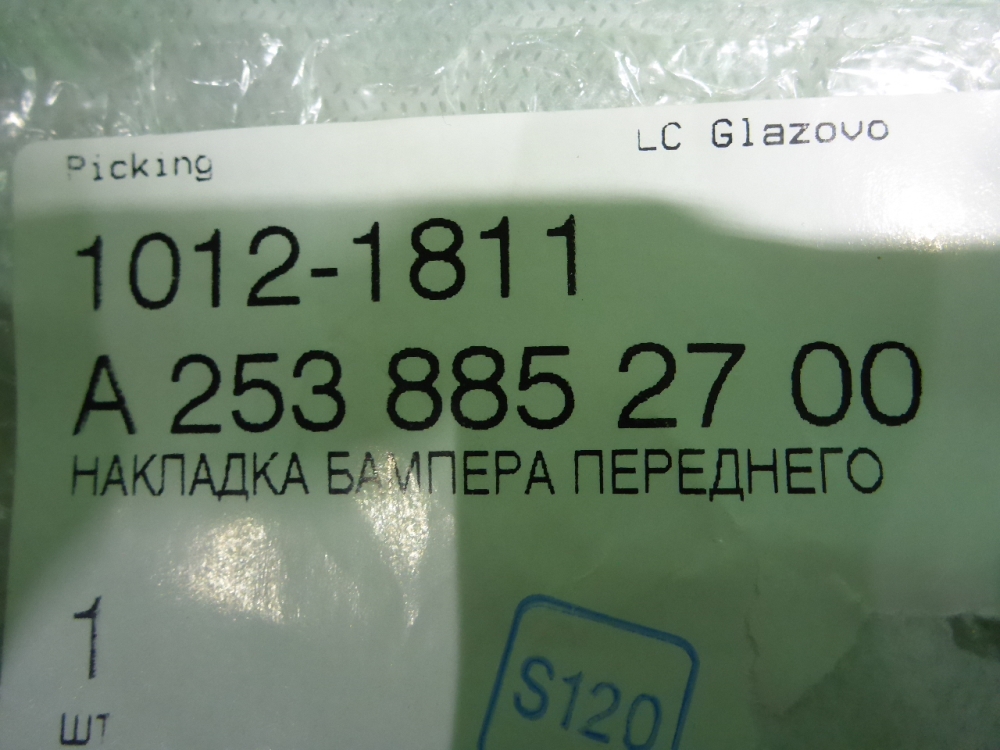 Picking LC Glazovo
1012-1811
A 253 885 27 00
НАКЛАДКА БАМПЕРА ПЕРЕДНЕГО
1
ШТ
S120